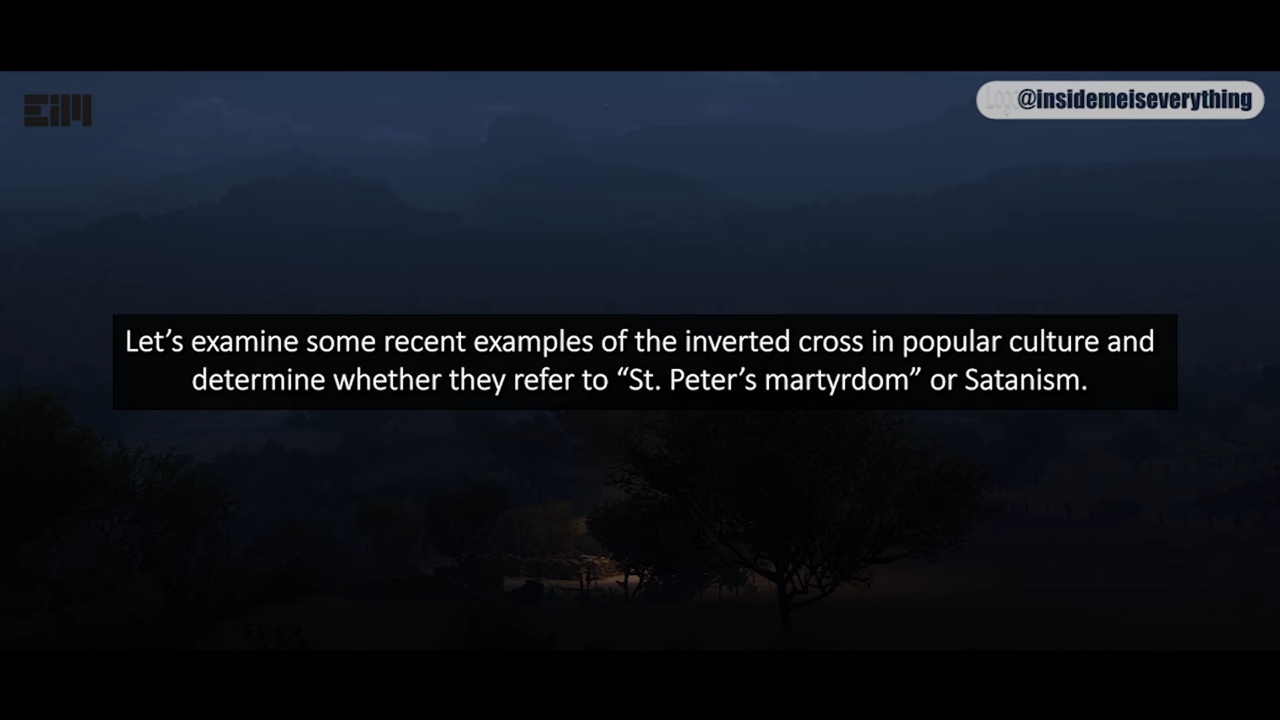 EiM
@insidemeiseverything
Let’s examine some recent examples of the inverted cross in popular culture and
determine whether they refer to “St. Peter’s martyrdom” or Satanism.